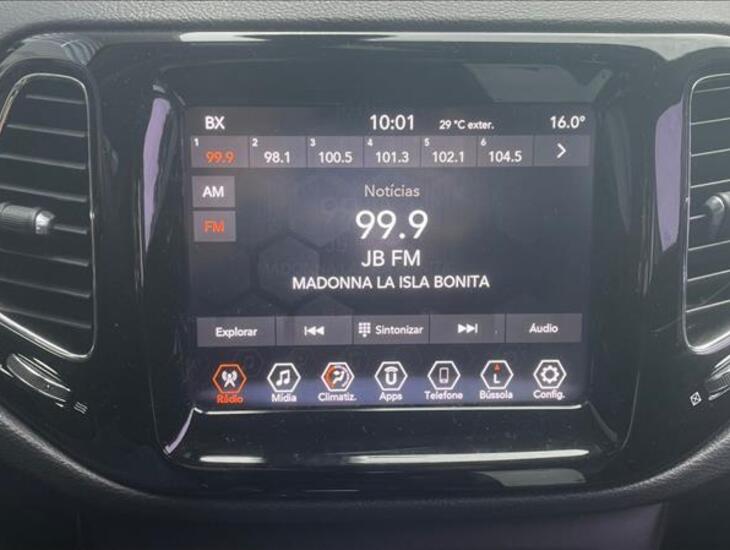 BX 10:01 29 °C exter. 16.0°
1 99.9 2 98.1 3 100.5 4 101.3 5 102.1 6 104.5
AM
Notícias
FM
99.9
JB FM
MADONNA LA ISLA BONITA
Explorar Sintonizar Áudio
U L
Rádio Mídia Climatiz. Apps Telefone Bússola Config.